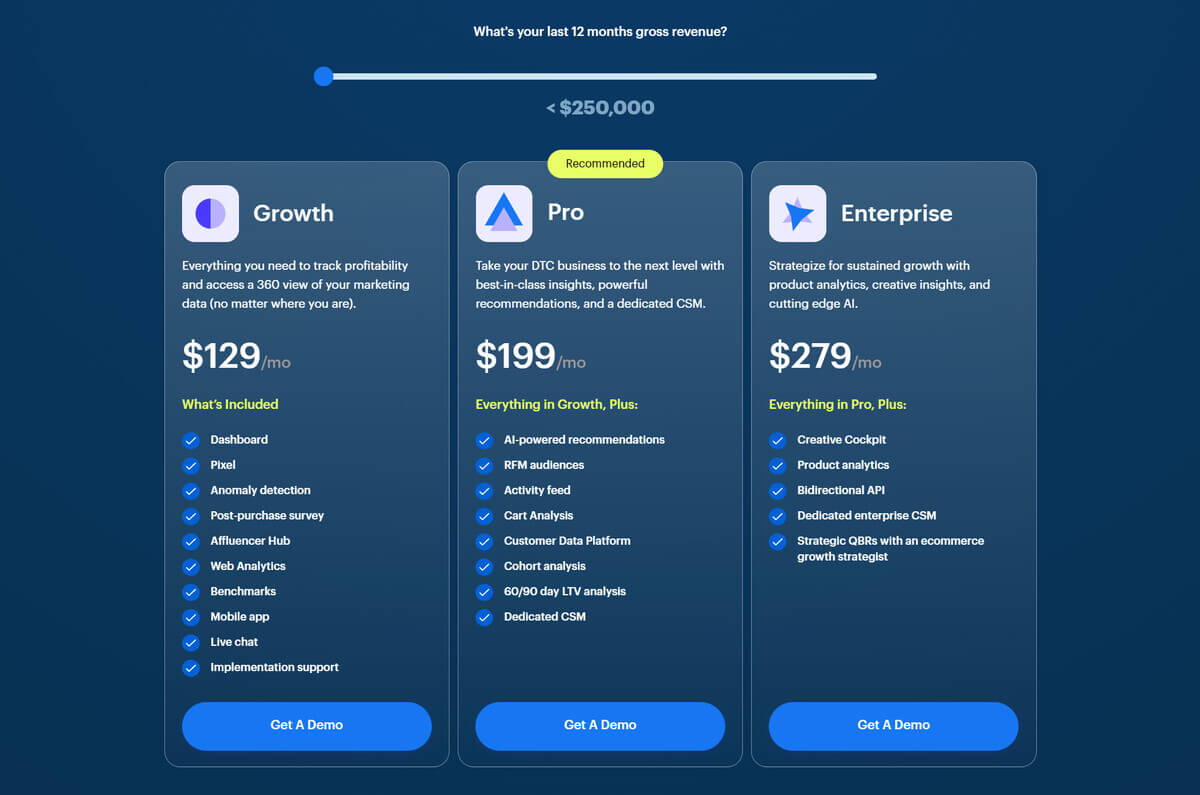 What's your last 12 months gross revenue?
< $250,000
Recommended
Growth
Everything you need to track profitability
and access a 360 view of your marketing
data (no matter where you are).
$129/mo
What's Included
Dashboard
Pixel
Anomaly detection
Post-purchase survey
Affluencer Hub
Web Analytics
Benchmarks
Mobile app
Live chat
Implementation support
Get A Demo
Pro
Take your DTC business to the next level with
best-in-class insights, powerful
recommendations, and a dedicated CSM.
$199/mo
Everything in Growth, Plus:
AI-powered recommendations
RFM audiences
Activity feed
Cart Analysis
Customer Data Platform
Cohort analysis
60/90 day LTV analysis
Dedicated CSM
Get A Demo
Enterprise
Strategize for sustained growth with
product analytics, creative insights, and
cutting edge AI.
$279/mo
Everything in Pro, Plus:
Creative Cockpit
Product analytics
Bidirectional API
Dedicated enterprise CSM
Strategic QBRs with an ecommerce
growth strategist
Get A Demo